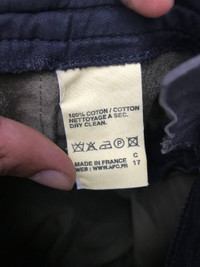 100% COTON / COTTON
NETTOYAGE A SEC.
DRY CLEAN.
P
C
MADE IN FRANCE 17
WEB : WWW.APC.FR